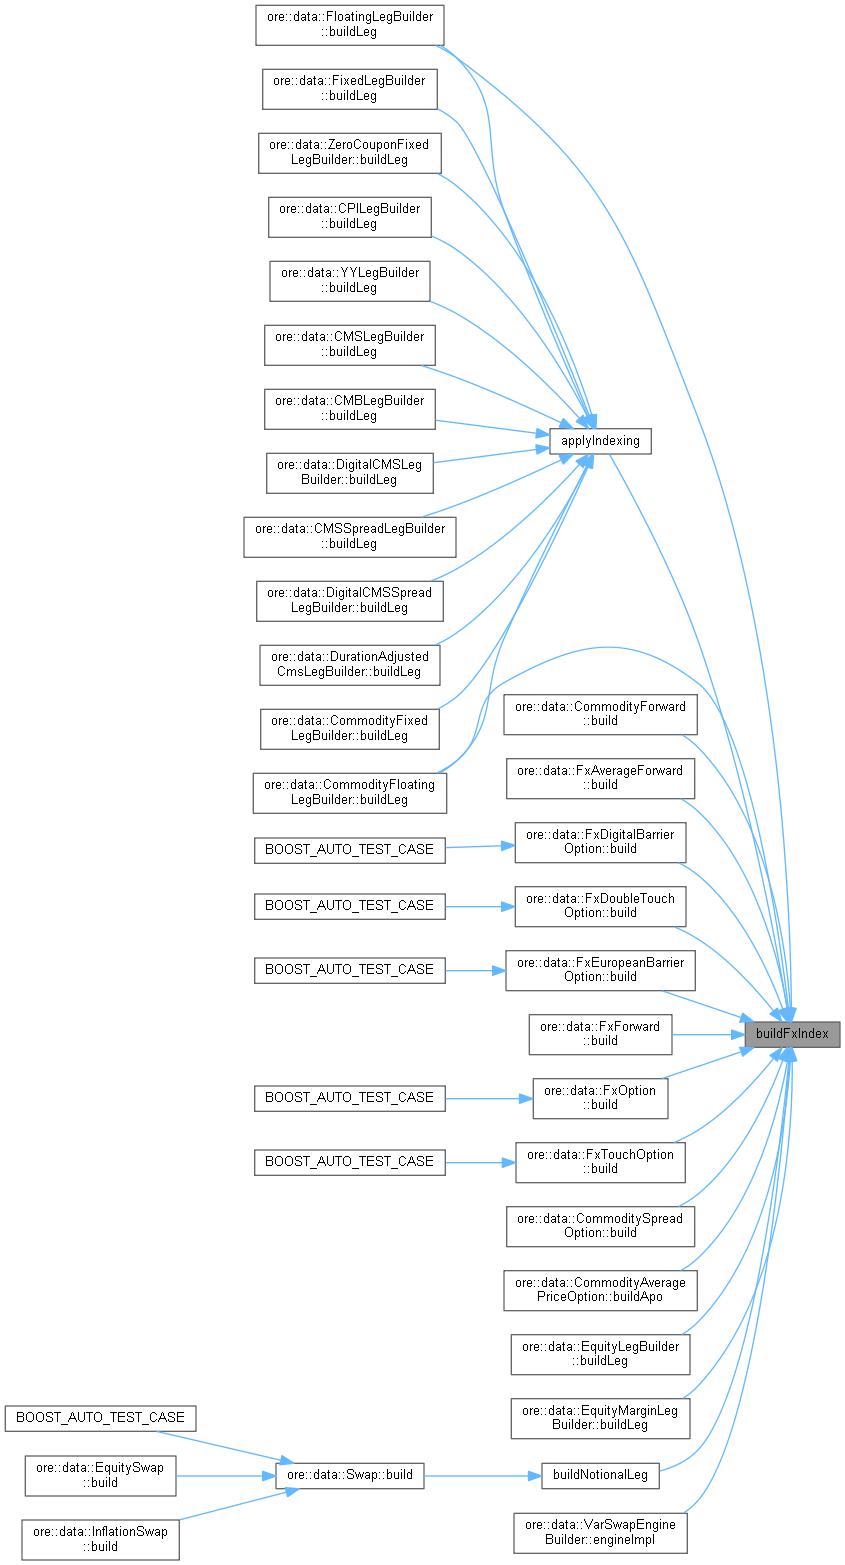 ore::data::FloatingLegBuilder
::buildLeg
ore::data::FixedLegBuilder
::buildLeg
ore::data::ZeroCouponFixed
LegBuilder::buildLeg
ore::data::CPILegBuilder
::buildLeg
ore::data::YYLegBuilder
::buildLeg
ore::data::CMSLegBuilder
::buildLeg
ore::data::CMBLegBuilder
::buildLeg
applyIndexing
ore::data::DigitalCMSLeg
Builder::buildLeg
ore::data::CMSSpreadLegBuilder
::buildLeg
ore::data::DigitalCMSSpread
LegBuilder::buildLeg
ore::data::DurationAdjusted
CmsLegBuilder::buildLeg
ore::data::CommodityFixed
LegBuilder::buildLeg
ore::data::CommodityFloating
LegBuilder::buildLeg
ore::data::CommodityForward
::build
ore::data::FxAverageForward
::build
ore::data::FxDigitalBarrier
Option::build
BOOST_AUTO_TEST_CASE
ore::data::FxDoubleTouch
Option::build
BOOST_AUTO_TEST_CASE
ore::data::FxEuropeanBarrier
Option::build
BOOST_AUTO_TEST_CASE
ore::data::FxForward
::build
buildFxIndex
ore::data::FxOption
::build
BOOST_AUTO_TEST_CASE
ore::data::FxTouchOption
::build
BOOST_AUTO_TEST_CASE
ore::data::CommoditySpread
Option::build
ore::data::CommodityAverage
PriceOption::buildApo
ore::data::EquityLegBuilder
::buildLeg
ore::data::EquityMarginLeg
Builder::buildLeg
BOOST_AUTO_TEST_CASE
ore::data::EquitySwap
::build
ore::data::Swap::build
buildNotionalLeg
ore::data::InflationSwap
::build
ore::data::VarSwapEngine
Builder::engineImpl